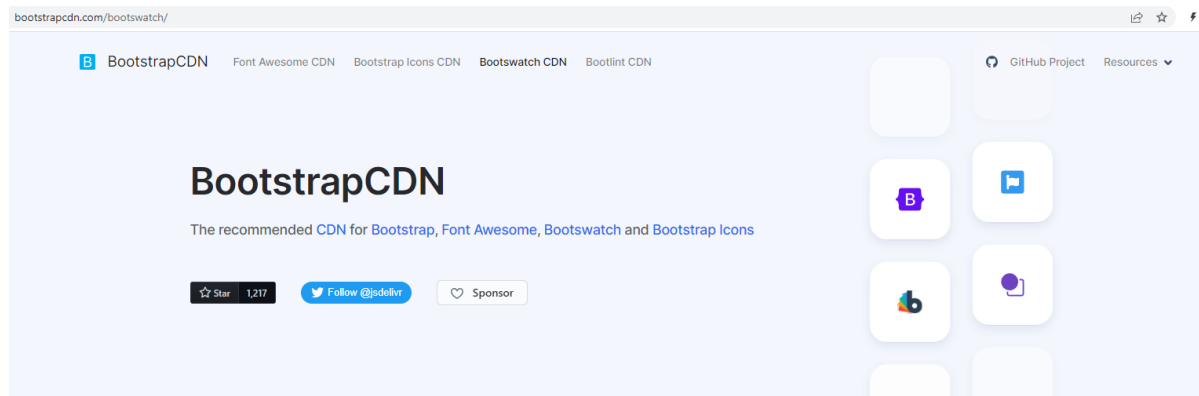 bootstrapcdn.com/bootswatch/
B BootstrapCDN Font Awesome CDN Bootstrap Icons CDN Bootswatch CDN Bootlint CDN GitHub Project Resources
BootstrapCDN
The recommended CDN for Bootstrap, Font Awesome, Bootswatch and Bootstrap Icons
Star 1,217 Follow @jsdelivr Sponsor
B
b